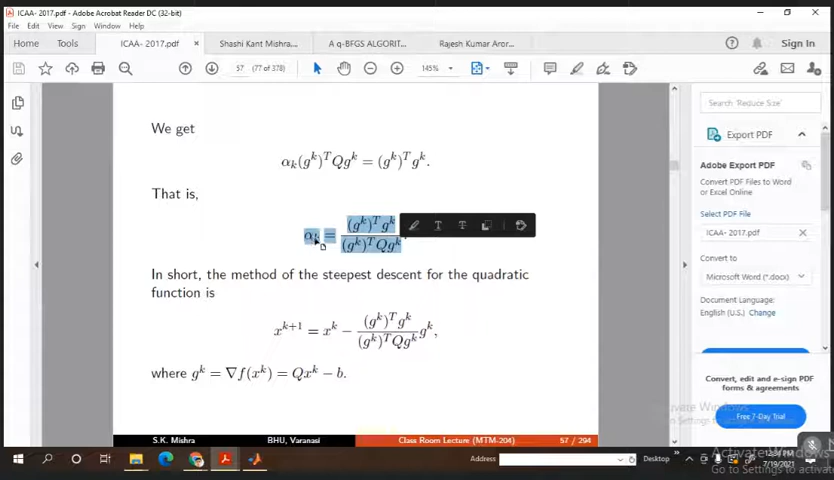 ICAA- 2017.pdf - Adobe Acrobat Reader DC (32-bit)
File Edit View Sign Window Help
Home Tools ICAA- 2017.pdf × Shashi Kant Mishra,... A q-BFGS ALGORIT... Rajesh Kumar Aror... Sign In
57 (77 of 378) 145%
We get
αₖ(gᵏ)ᵀQgᵏ = (gᵏ)ᵀgᵏ.
That is,
αₖ = (gᵏ)ᵀgᵏ / (gᵏ)ᵀQgᵏ
In short, the method of the steepest descent for the quadratic
function is
xᵏ⁺¹ = xᵏ − (gᵏ)ᵀgᵏ / (gᵏ)ᵀQgᵏ gᵏ,
where gᵏ = ∇f(xᵏ) = Qxᵏ − b.
S.K. Mishra BHU, Varanasi Class Room Lecture (MTM-204) 57 / 294
Search: 'Reduce Size'
Export PDF
Adobe Export PDF
Convert PDF Files to Word
or Excel Online
Select PDF File
ICAA- 2017.pdf ×
Convert to
Microsoft Word (*.docx)
Document Language:
English (U.S.) Change
Convert, edit and e-sign PDF
forms & agreements
Free 7-Day Trial
Activate Windows
Go to Settings to activate
Address Desktop
7/19/2021